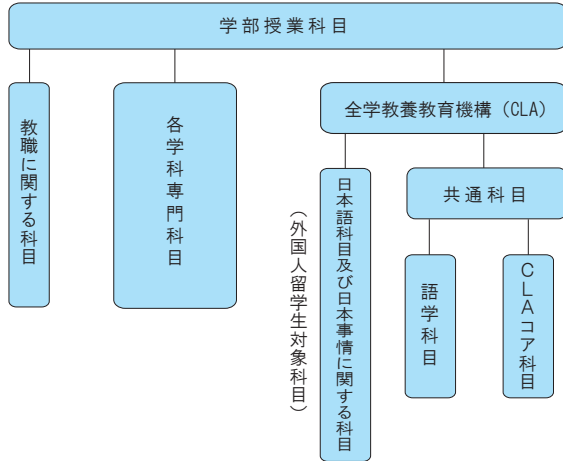 学部授業科目
教職に関する科目
各学科専門科目
全学教養教育機構（CLA）
日本語科目及び日本事情に関する科目
（外国人留学生対象科目）
共通科目
語学科目
CLAコア科目